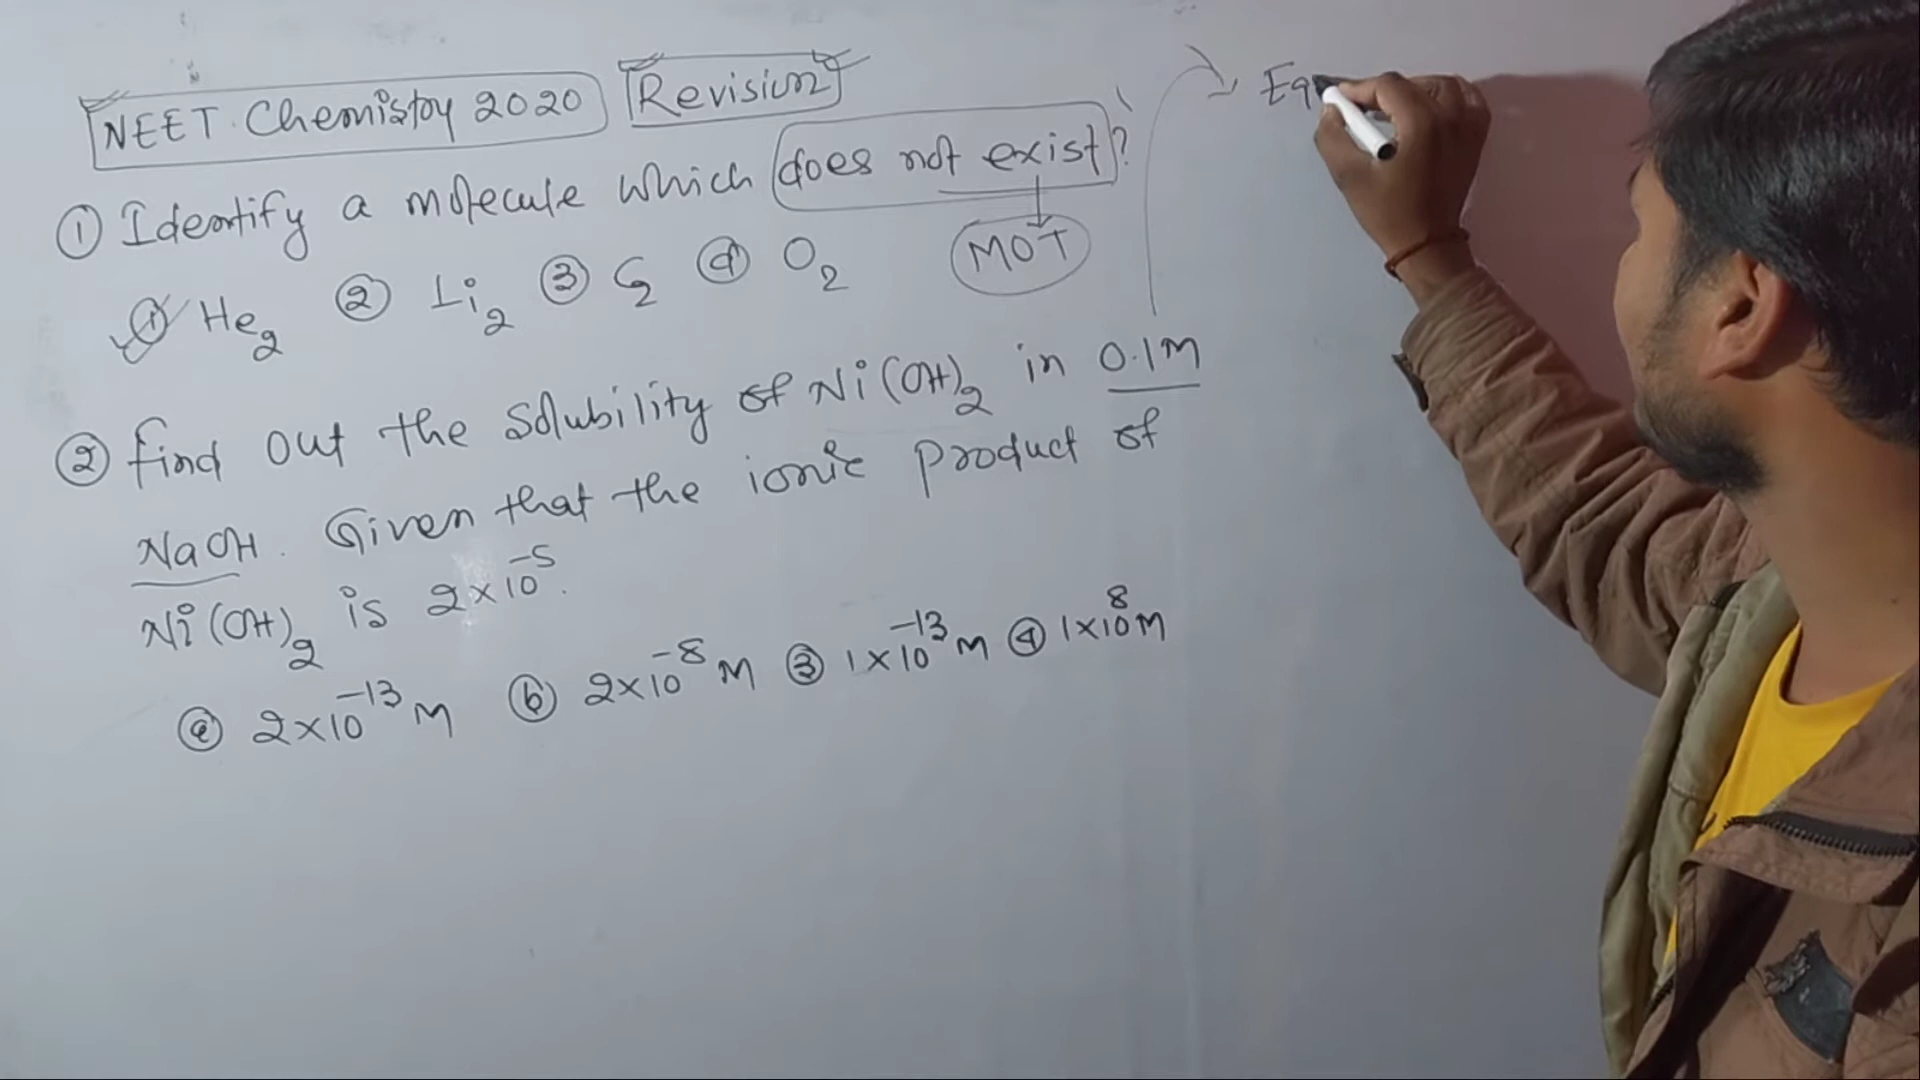 NEET Chemistry 2020 Revision
① Identify a molecule which does not exist?
① He₂ ② Li₂ ③ C₂ ④ O₂ MOT
② find out the Solubility of Ni(OH)₂ in 0.1M
NaOH. Given that the ionic product of
Ni(OH)₂ is 2×10⁻⁵.
ⓐ 2×10⁻¹³ M ⓑ 2×10⁻⁸ M ③ 1×10⁻¹³ M ④ 1×10⁸ M
Eq